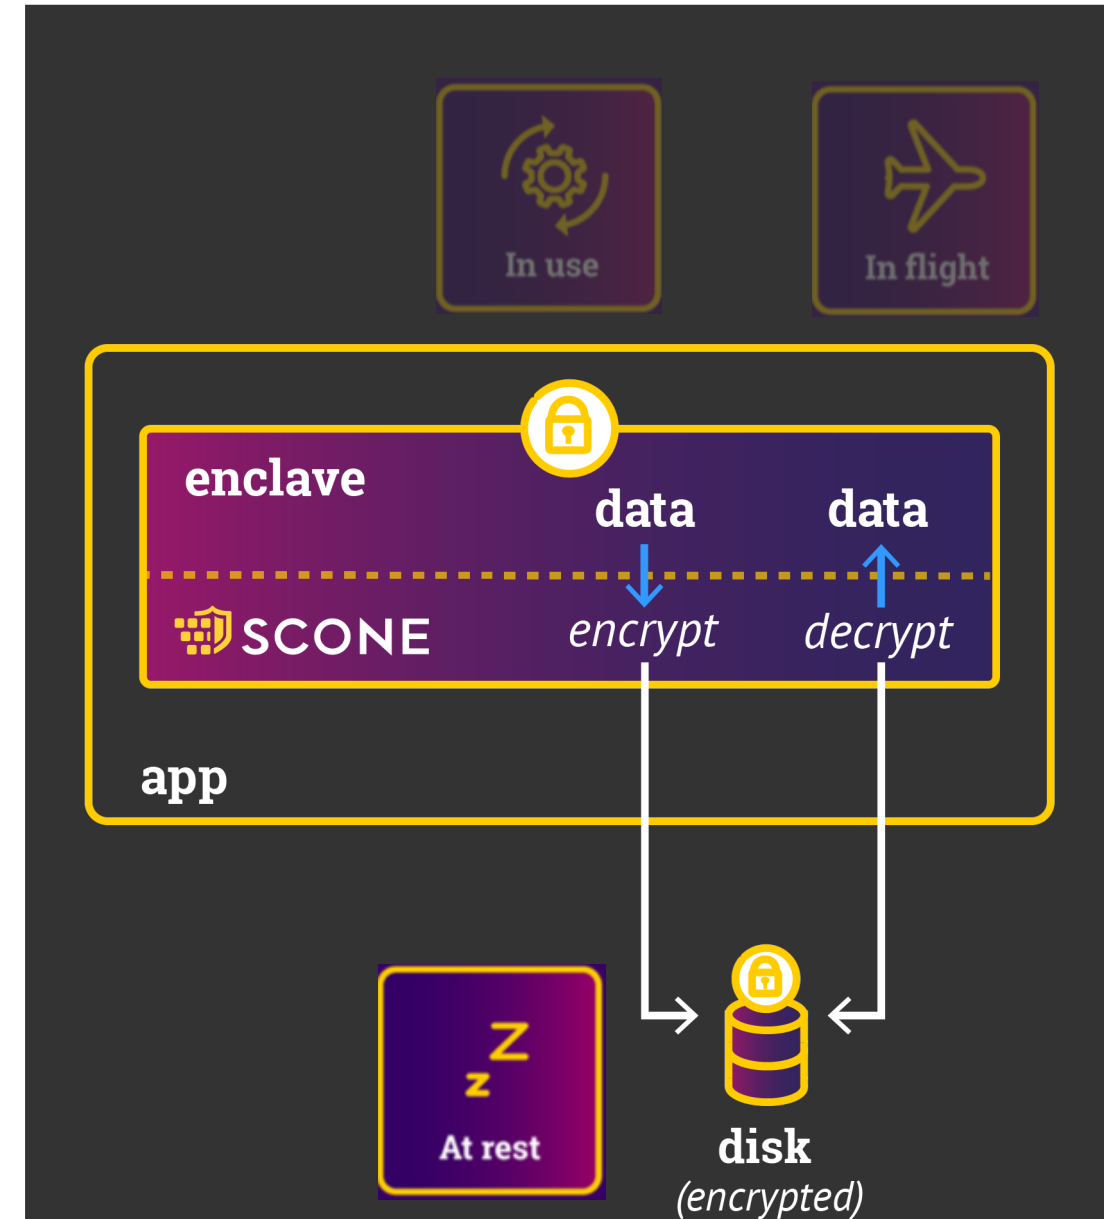 In use
In flight
enclave
data
data
SCONE
encrypt
decrypt
app
z Z
At rest
disk
(encrypted)